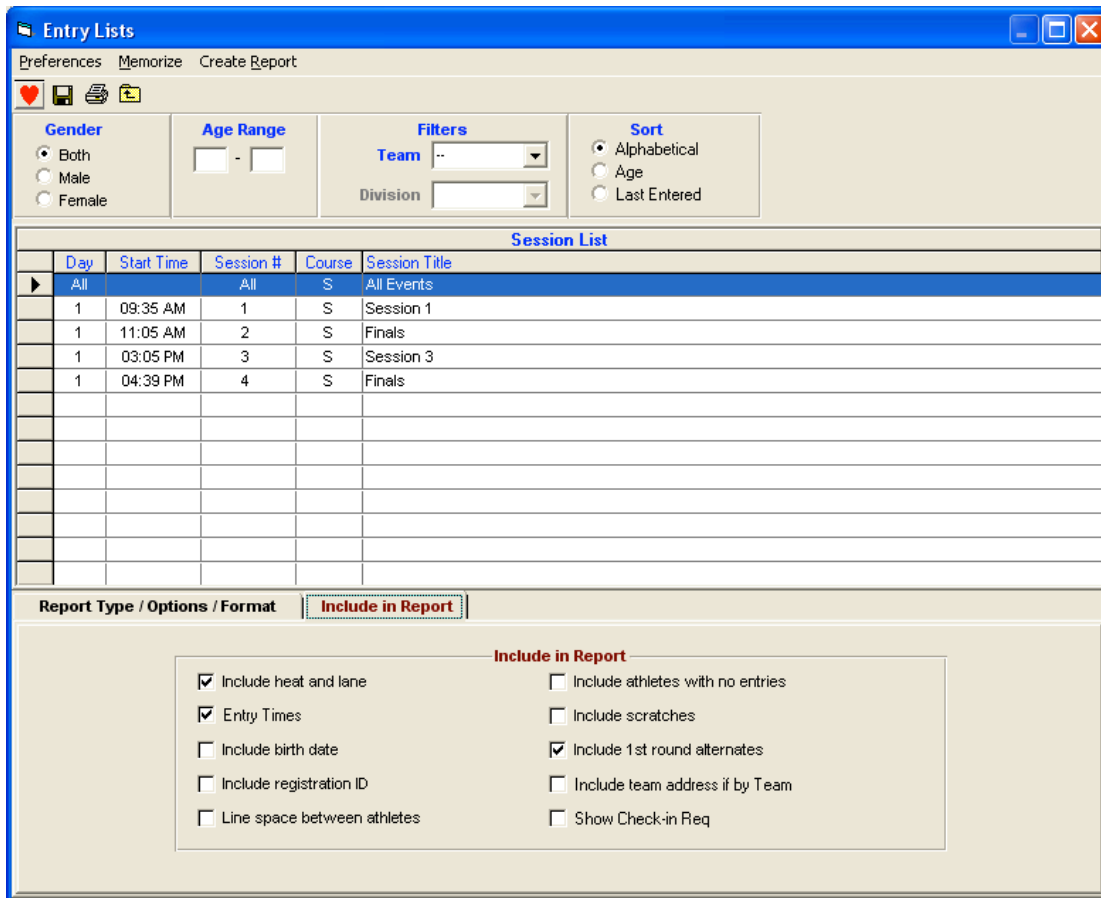 Entry Lists
Preferences Memorize Create Report
Gender
Both
Male
Female
Age Range
-
Filters
Team --
Division
Sort
Alphabetical
Age
Last Entered
Session List
Day Start Time Session # Course Session Title
All All S All Events
1 09:35 AM 1 S Session 1
1 11:05 AM 2 S Finals
1 03:05 PM 3 S Session 3
1 04:39 PM 4 S Finals
Report Type / Options / Format Include in Report
Include in Report
Include heat and lane
Entry Times
Include birth date
Include registration ID
Line space between athletes
Include athletes with no entries
Include scratches
Include 1st round alternates
Include team address if by Team
Show Check-in Req